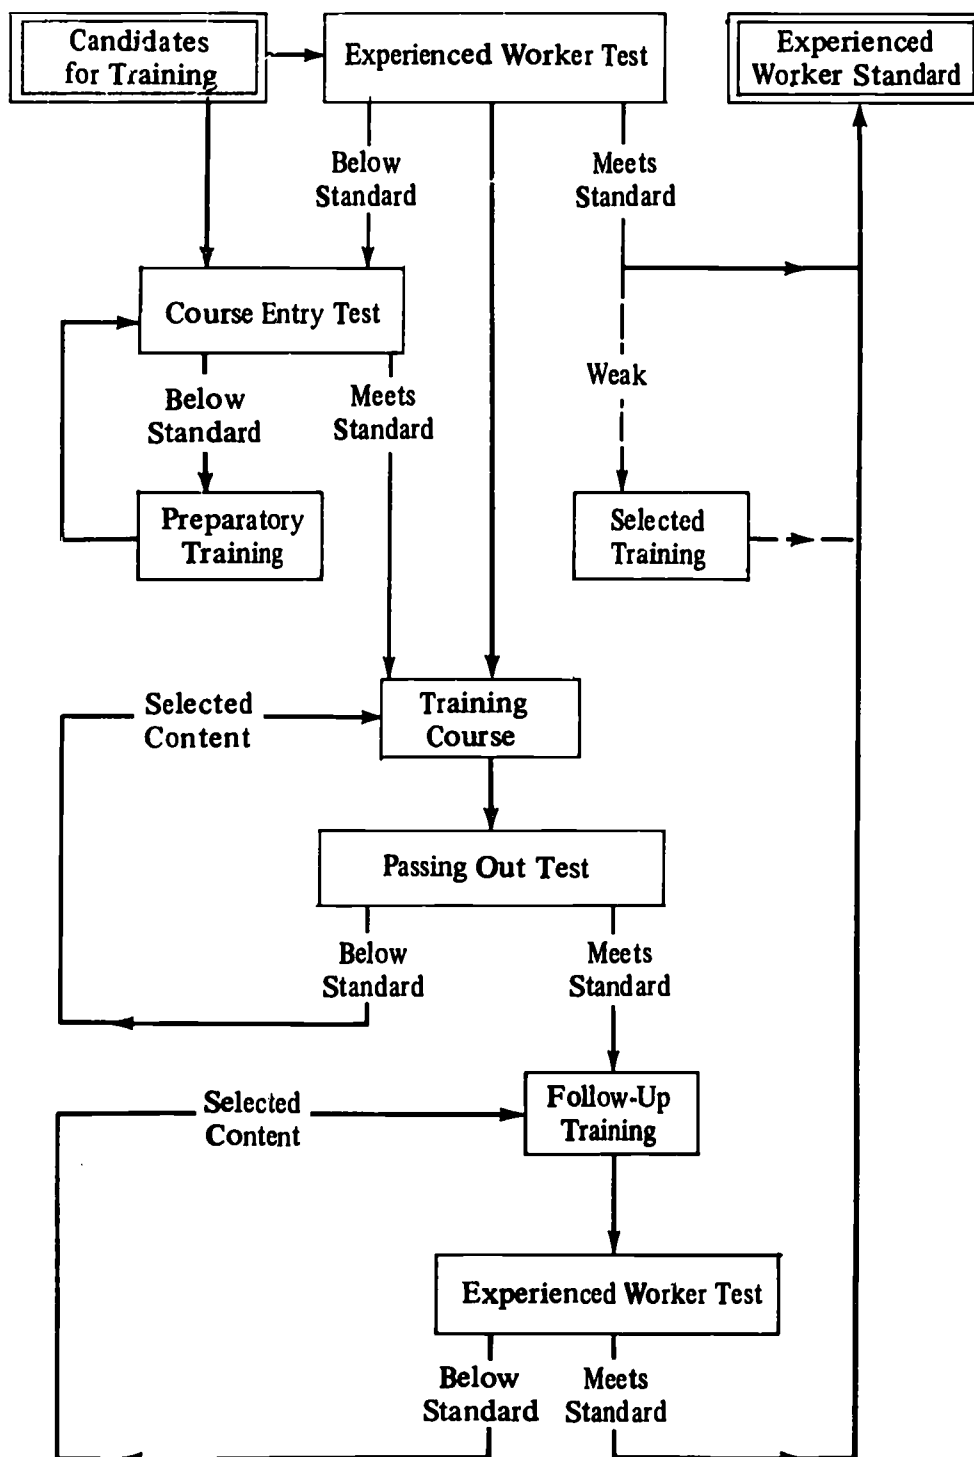 Candidates
for Training
Experienced Worker Test
Experienced
Worker Standard
Below
Standard
Meets
Standard
Course Entry Test
Weak
Below
Standard
Meets
Standard
Preparatory
Training
Selected
Training
Selected
Content
Training
Course
Passing Out Test
Below
Standard
Meets
Standard
Selected
Content
Follow-Up
Training
Experienced Worker Test
Below
Standard
Meets
Standard